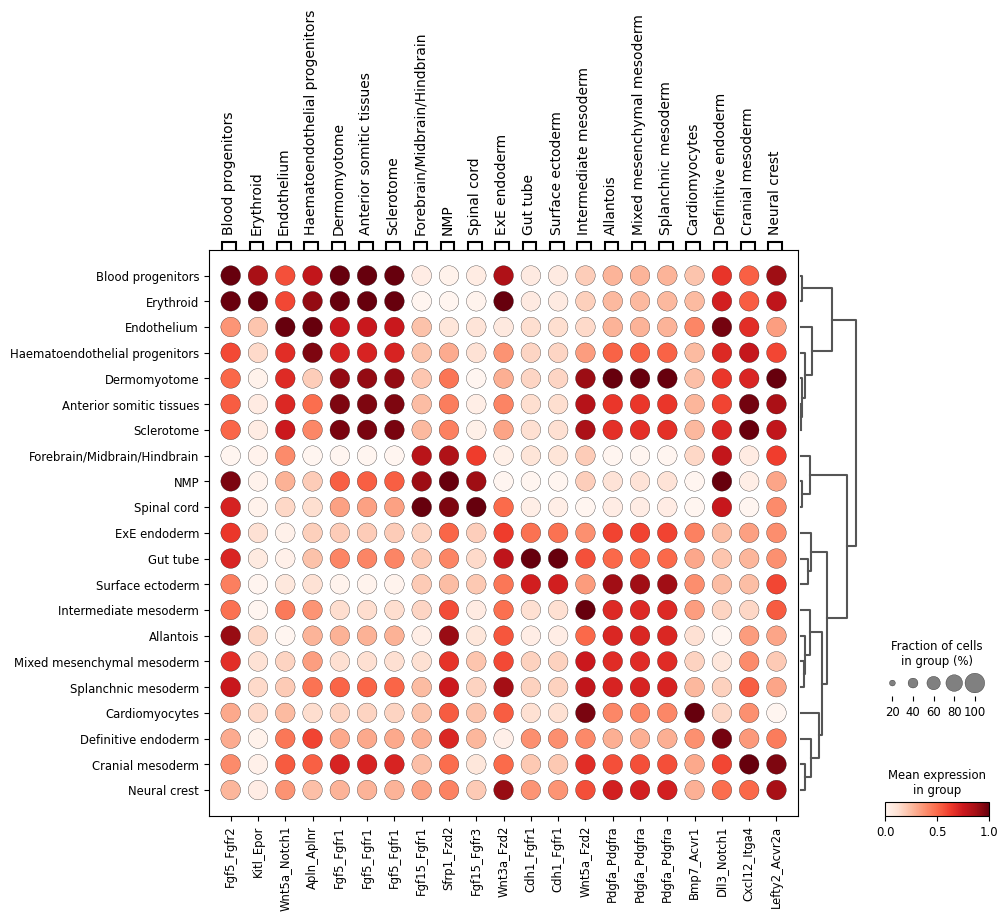 Blood progenitors
Erythroid
Endothelium
Haematoendothelial progenitors
Dermomyotome
Anterior somitic tissues
Sclerotome
Forebrain/Midbrain/Hindbrain
NMP
Spinal cord
ExE endoderm
Gut tube
Surface ectoderm
Intermediate mesoderm
Allantois
Mixed mesenchymal mesoderm
Splanchnic mesoderm
Cardiomyocytes
Definitive endoderm
Cranial mesoderm
Neural crest
Blood progenitors
Erythroid
Endothelium
Haematoendothelial progenitors
Dermomyotome
Anterior somitic tissues
Sclerotome
Forebrain/Midbrain/Hindbrain
NMP
Spinal cord
ExE endoderm
Gut tube
Surface ectoderm
Intermediate mesoderm
Allantois
Mixed mesenchymal mesoderm
Splanchnic mesoderm
Cardiomyocytes
Definitive endoderm
Cranial mesoderm
Neural crest
Fgf5_Fgfr2
Kitl_Epor
Wnt5a_Notch1
Apln_Aplnr
Fgf5_Fgfr1
Fgf5_Fgfr1
Fgf5_Fgfr1
Fgf15_Fgfr1
Sfrp1_Fzd2
Fgf15_Fgfr3
Wnt3a_Fzd2
Cdh1_Fgfr1
Cdh1_Fgfr1
Wnt5a_Fzd2
Pdgfa_Pdgfra
Pdgfa_Pdgfra
Pdgfa_Pdgfra
Bmp7_Acvr1
Dll3_Notch1
Cxcl12_Itga4
Lefty2_Acvr2a
Fraction of cells
in group (%)
20 40 60 80 100
Mean expression
in group
0.0 0.5 1.0